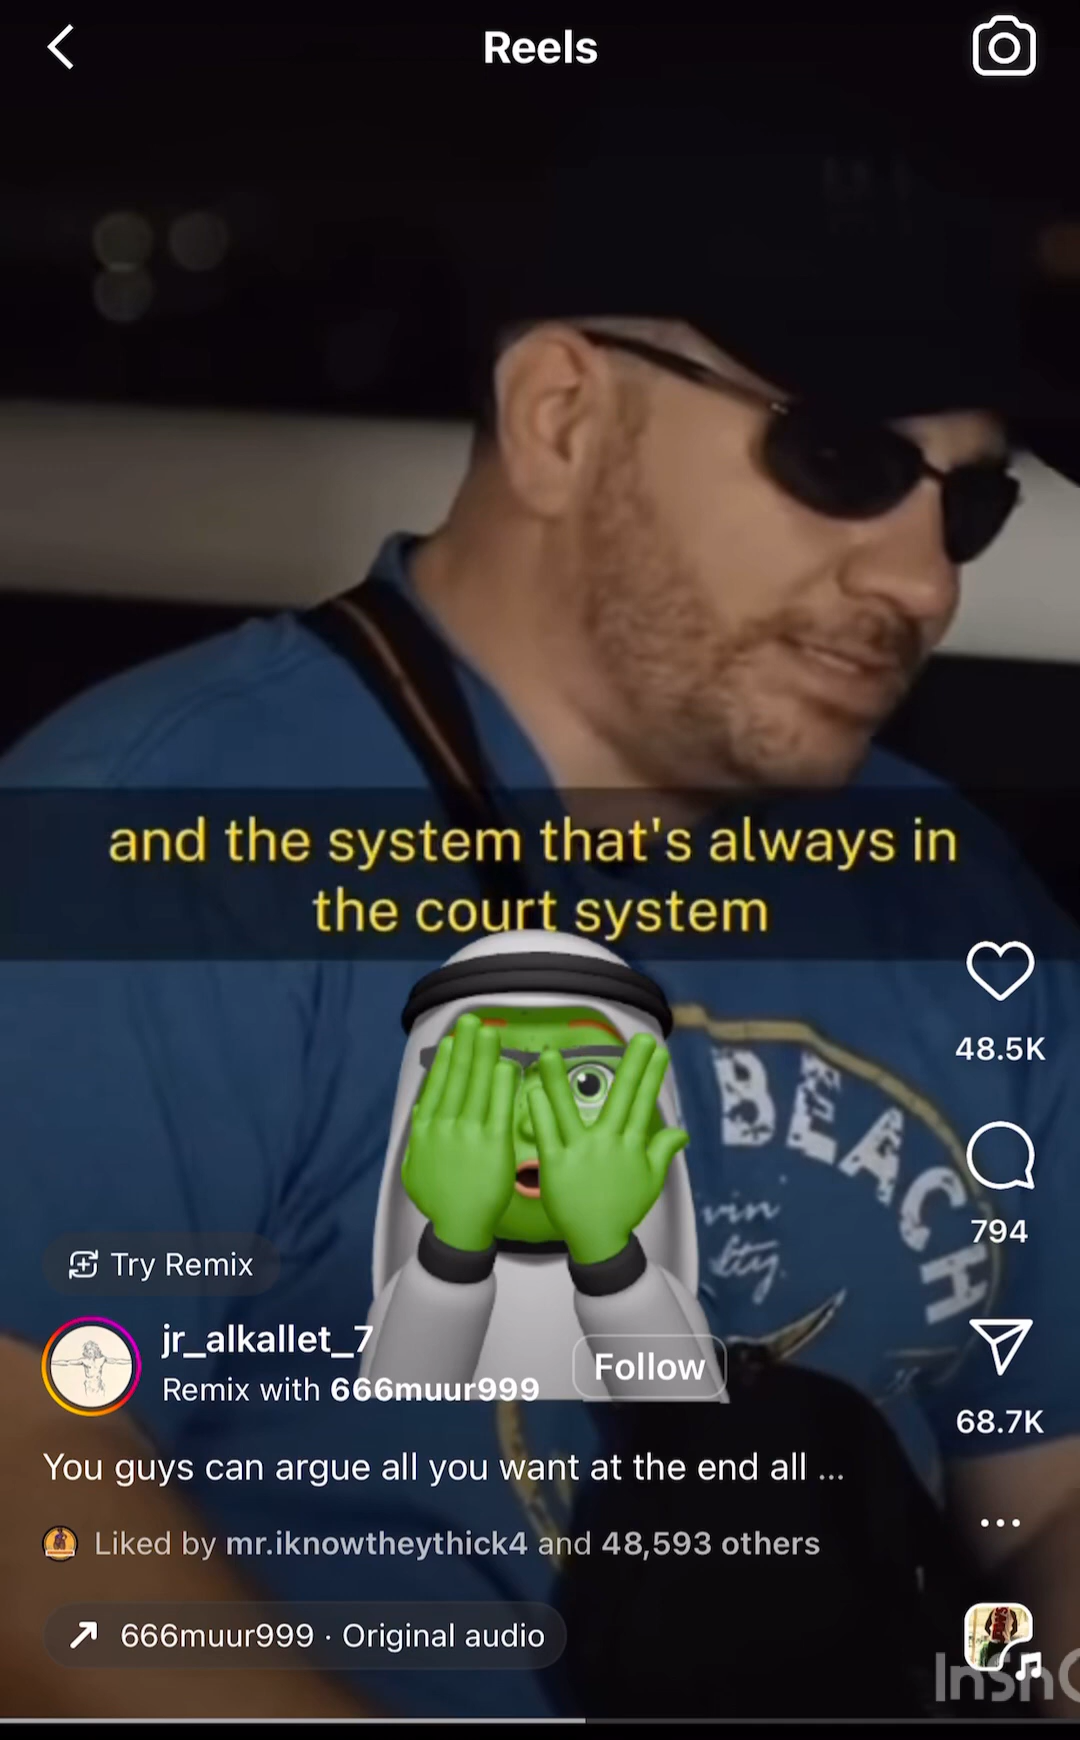 Reels
and the system that's always in
the court system
48.5K
BEACH
794
Try Remix
jr_alkallet_7
Remix with 666muur999
Follow
68.7K
You guys can argue all you want at the end all ...
Liked by mr.iknowtheythick4 and 48,593 others
666muur999 · Original audio
InSh